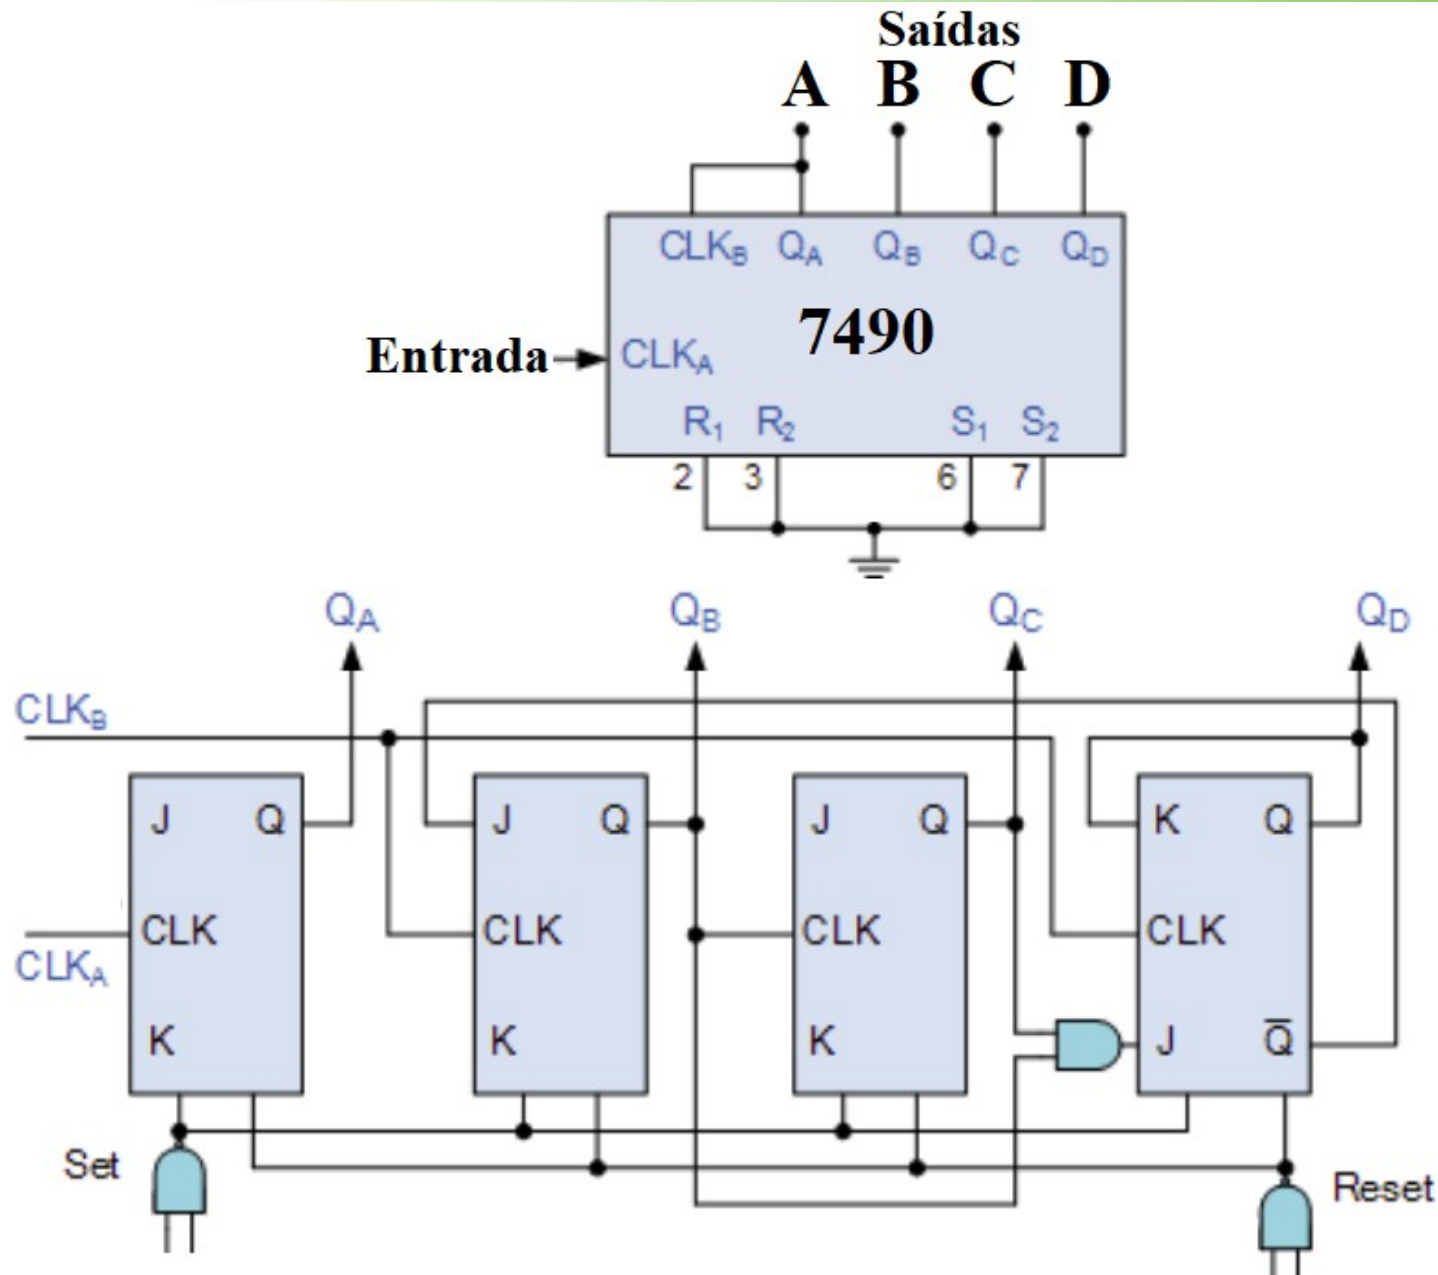 Saídas
A B C D
CLKB QA QB QC QD
7490
Entrada CLKA
R1 R2 S1 S2
2 3 6 7
QA QB QC QD
CLKB
J Q J Q J Q K Q
CLK CLK CLK CLK
CLKA
K K K J Q̅
Set
Reset